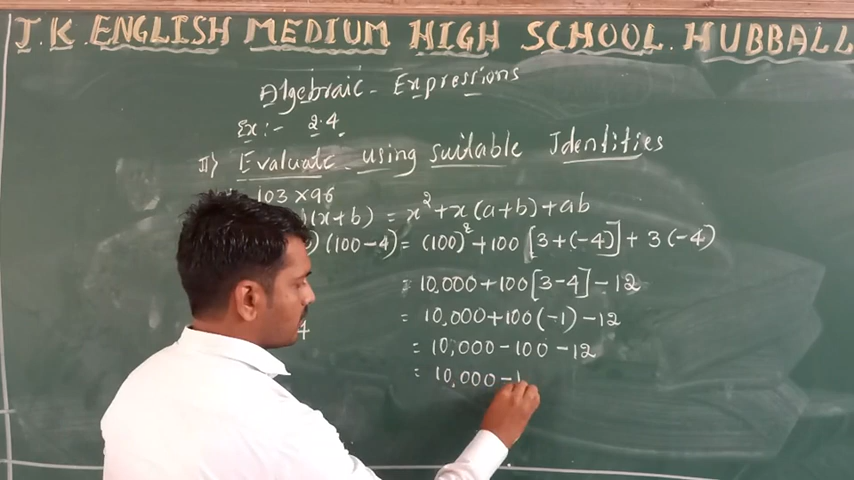 J.K. ENGLISH MEDIUM HIGH SCHOOL. HUBBALL
Algebraic - Expressions
Ex:- 2.4.
II) Evaluate using suitable Identities
103 × 96
(x+b) = x² + x(a+b) + ab
(100-4) = (100)² + 100 [3+(-4)] + 3(-4)
= 10,000 + 100 [3-4] - 12
= 10,000 + 100 (-1) - 12
4
= 10,000 - 100 - 12
= 10,000 - 1